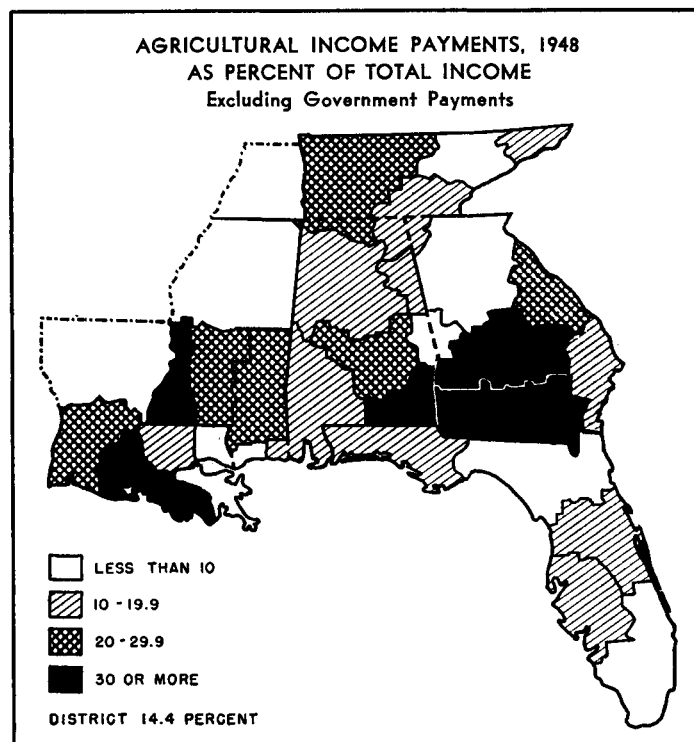 AGRICULTURAL INCOME PAYMENTS, 1948
AS PERCENT OF TOTAL INCOME
Excluding Government Payments
LESS THAN 10
10 - 19.9
20 - 29.9
30 OR MORE
DISTRICT 14.4 PERCENT